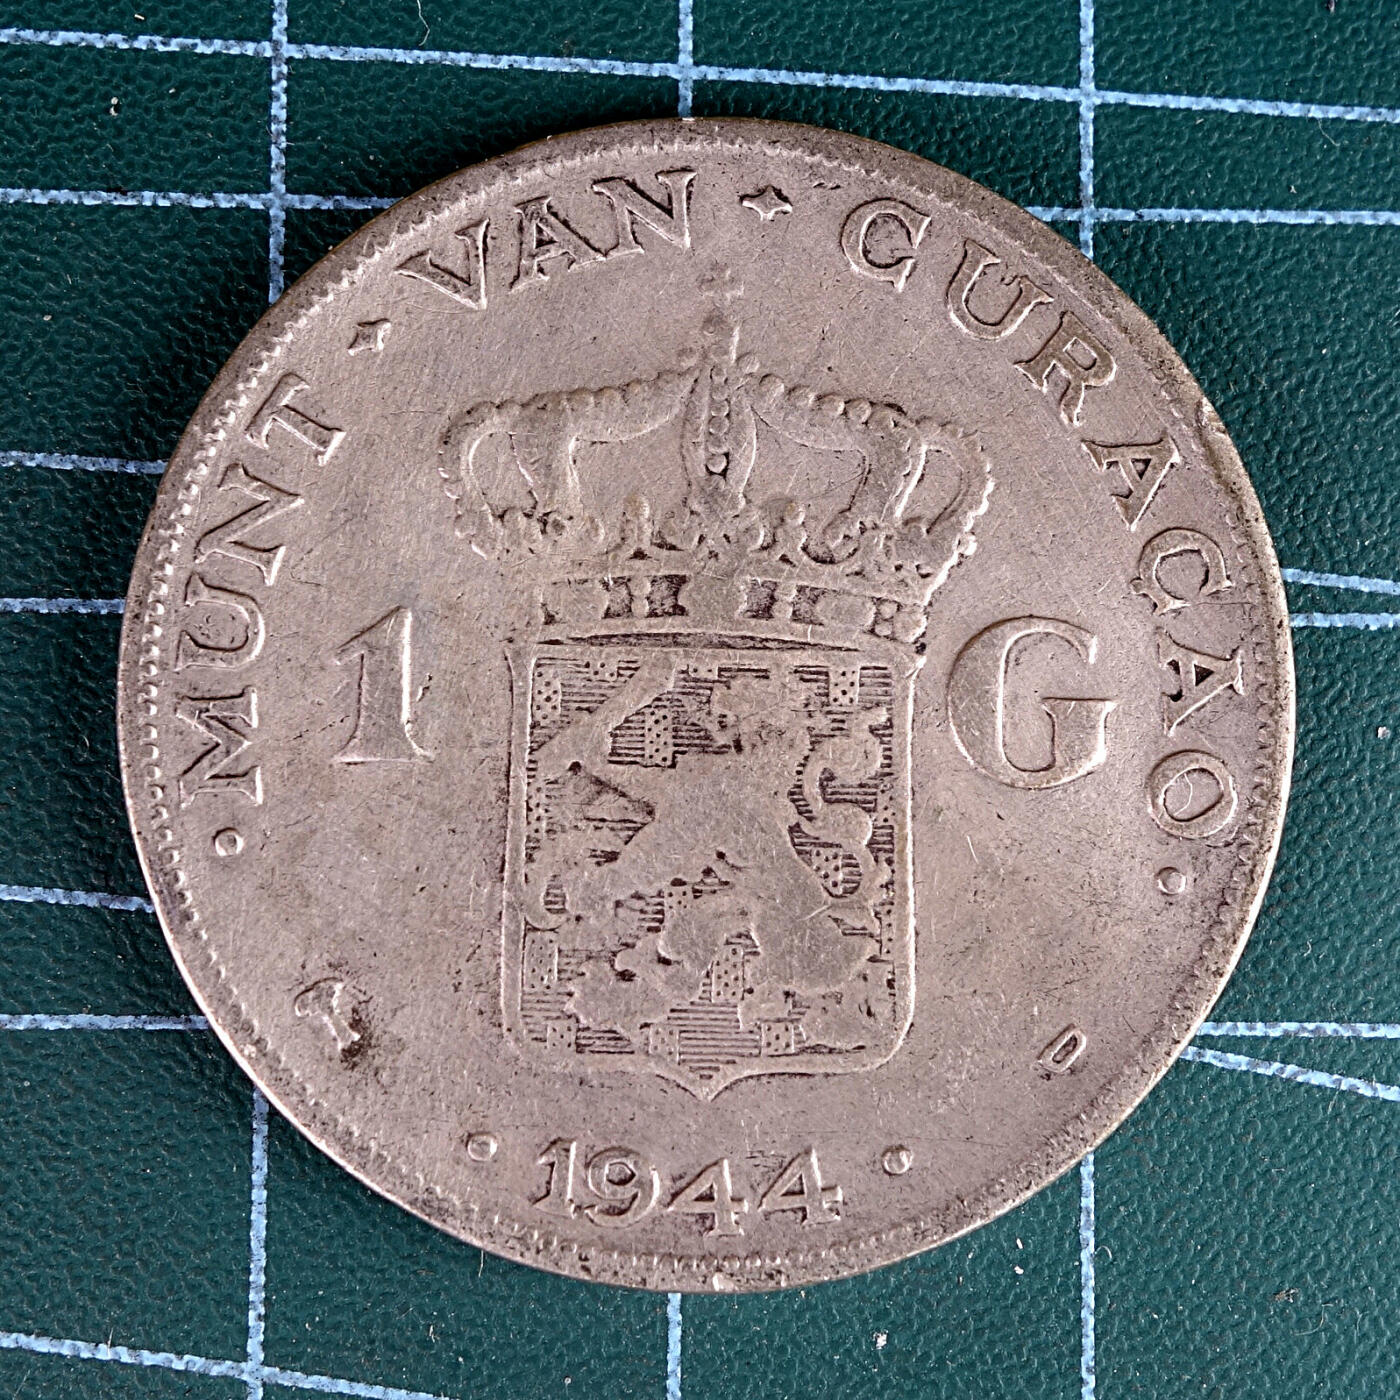 MUNT VAN CURAÇAO
1 G
D
1944